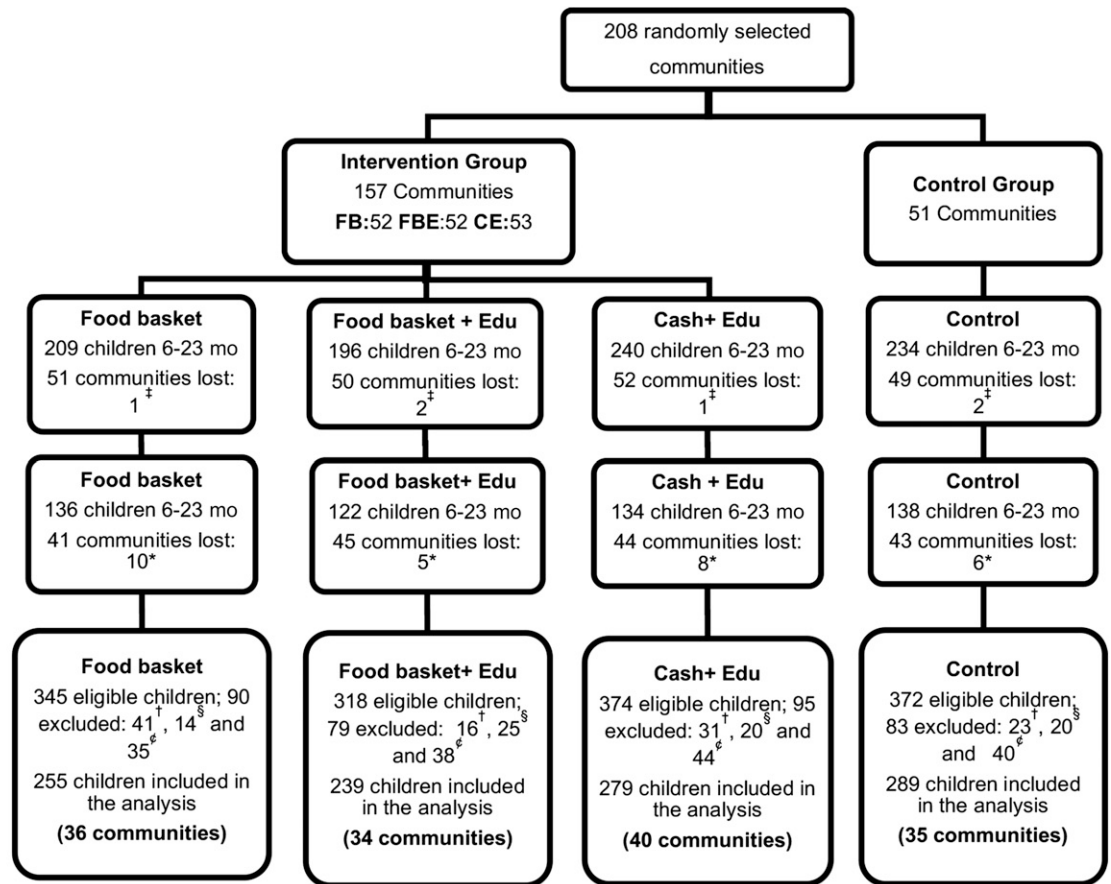 208 randomly selected
communities
Intervention Group
157 Communities
FB:52 FBE:52 CE:53
Control Group
51 Communities
Food basket
209 children 6-23 mo
51 communities lost:
1‡
Food basket + Edu
196 children 6-23 mo
50 communities lost:
2‡
Cash+ Edu
240 children 6-23 mo
52 communities lost:
1‡
Control
234 children 6-23 mo
49 communities lost:
2‡
Food basket
136 children 6-23 mo
41 communities lost:
10*
Food basket+ Edu
122 children 6-23 mo
45 communities lost:
5*
Cash + Edu
134 children 6-23 mo
44 communities lost:
8*
Control
138 children 6-23 mo
43 communities lost:
6*
Food basket
345 eligible children; 90
excluded: 41†, 14§ and
35¢
255 children included in
the analysis
(36 communities)
Food basket+ Edu
318 eligible children;
79 excluded: 16†, 25§
and 38¢
239 children included
in the analysis
(34 communities)
Cash+ Edu
374 eligible children; 95
excluded: 31†, 20§ and
44¢
279 children included in
the analysis
(40 communities)
Control
372 eligible children;
83 excluded: 23†, 20§
and 40¢
289 children included in
the analysis
(35 communities)